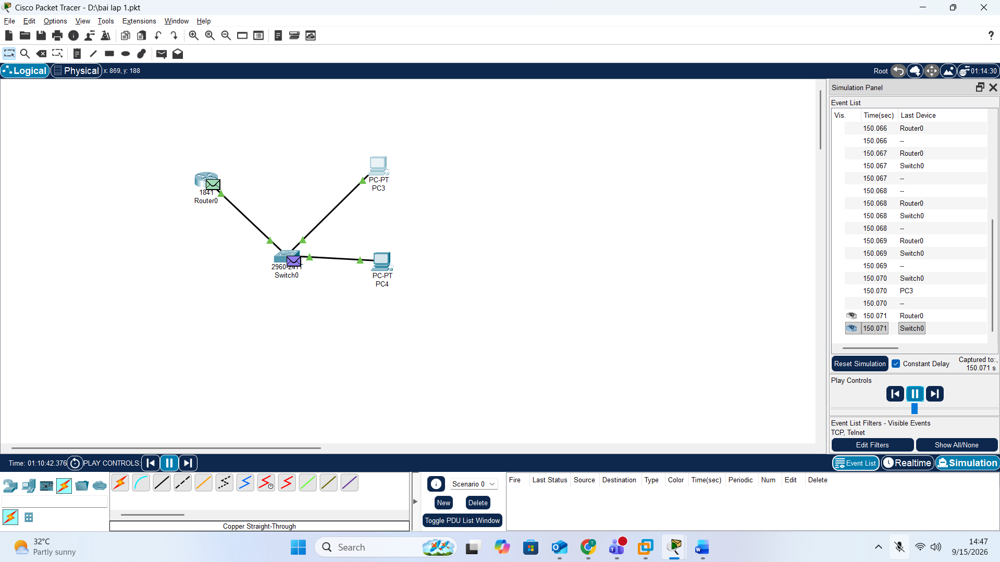 Cisco Packet Tracer - D:\bai lap 1.pkt
File Edit Options View Tools Extensions Window Help
Logical Physical x: 869, y: 188 Root 01:14:30
Simulation Panel
Event List
Vis. Time(sec) Last Device
150.066 Router0
150.066 --
150.067 Router0
150.067 Switch0
150.067 --
150.068 --
150.068 Router0
150.068 Switch0
150.068 --
150.069 Router0
150.069 Switch0
150.069 --
150.070 Switch0
150.070 PC3
150.070 --
150.071 Router0
150.071 Switch0
1841
Router0
PC-PT
PC3
2960-24TT
Switch0
PC-PT
PC4
Reset Simulation Constant Delay Captured to:
150.071 s
Play Controls
Event List Filters - Visible Events
TCP, Telnet
Edit Filters Show All/None
Time: 01:10:42.376 PLAY CONTROLS: Event List Realtime Simulation
Scenario 0
New Delete
Toggle PDU List Window
Fire Last Status Source Destination Type Color Time(sec) Periodic Num Edit Delete
Copper Straight-Through
32°C
Partly sunny
Search
14:47
9/15/2026